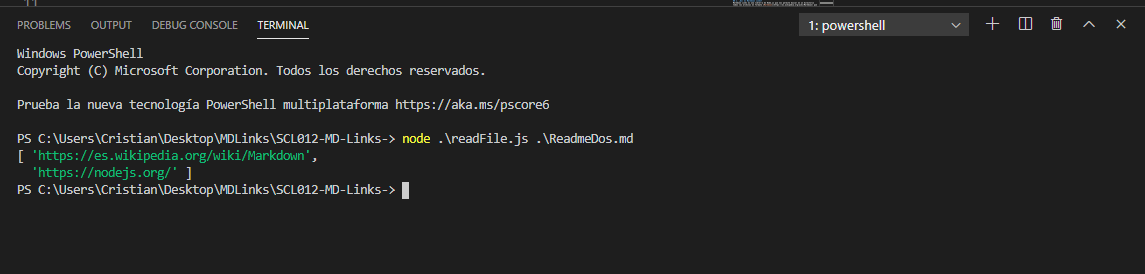 11
PROBLEMS OUTPUT DEBUG CONSOLE TERMINAL 1: powershell
Windows PowerShell
Copyright (C) Microsoft Corporation. Todos los derechos reservados.
Prueba la nueva tecnología PowerShell multiplataforma https://aka.ms/pscore6
PS C:\Users\Cristian\Desktop\MDLinks\SCL012-MD-Links-> node .\readFile.js .\ReadmeDos.md
[ 'https://es.wikipedia.org/wiki/Markdown',
'https://nodejs.org/' ]
PS C:\Users\Cristian\Desktop\MDLinks\SCL012-MD-Links->